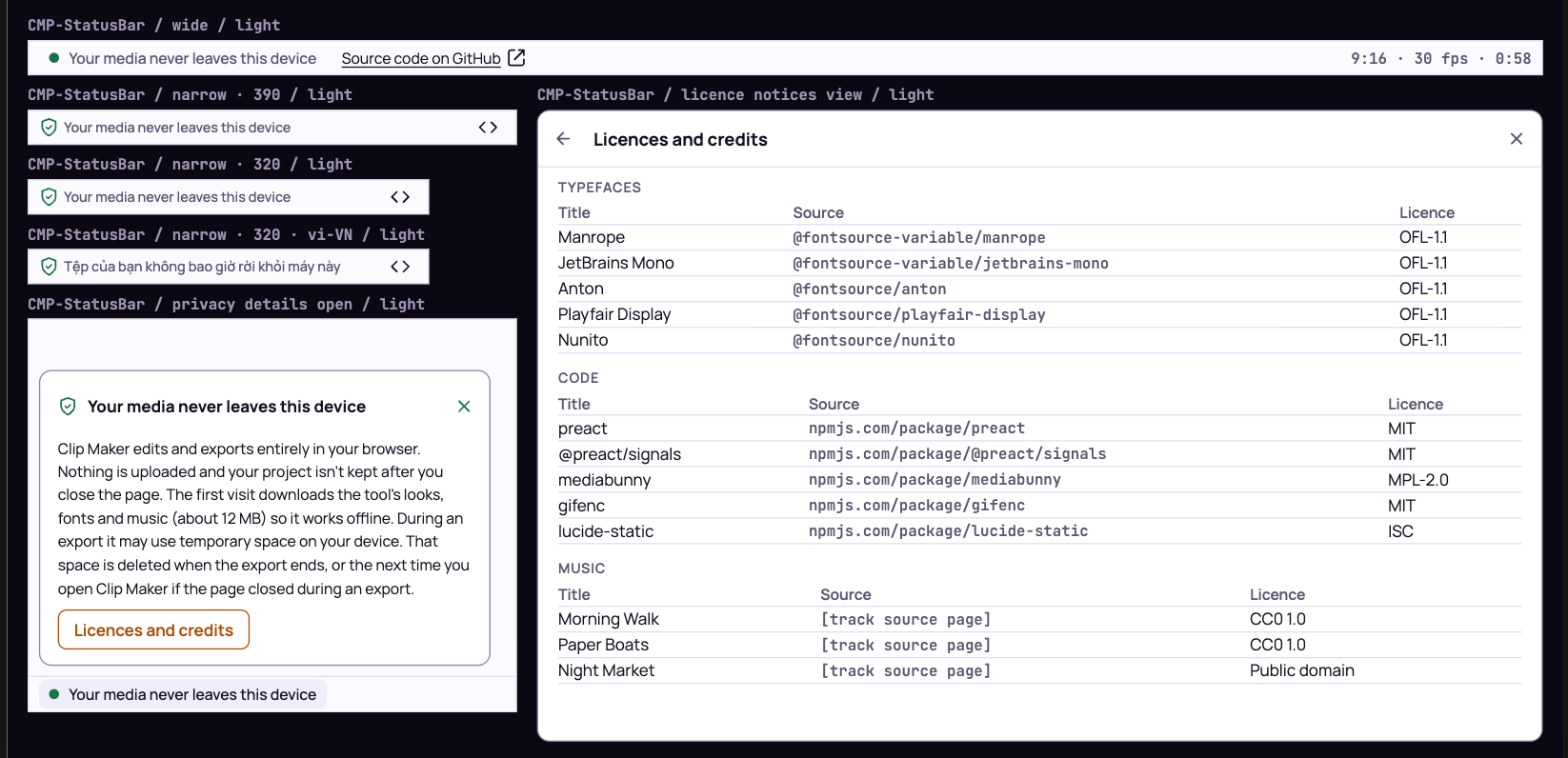 CMP-StatusBar / wide / light
Your media never leaves this device Source code on GitHub 9:16 · 30 fps · 0:58
CMP-StatusBar / narrow · 390 / light
Your media never leaves this device
CMP-StatusBar / narrow · 320 / light
Your media never leaves this device
CMP-StatusBar / narrow · 320 · vi-VN / light
Tệp của bạn không bao giờ rời khỏi máy này
CMP-StatusBar / privacy details open / light
Your media never leaves this device
Clip Maker edits and exports entirely in your browser.
Nothing is uploaded and your project isn't kept after you
close the page. The first visit downloads the tool's looks,
fonts and music (about 12 MB) so it works offline. During an
export it may use temporary space on your device. That
space is deleted when the export ends, or the next time you
open Clip Maker if the page closed during an export.
Licences and credits
Your media never leaves this device
CMP-StatusBar / licence notices view / light
Licences and credits
TYPEFACES
Title Source Licence
Manrope @fontsource-variable/manrope OFL-1.1
JetBrains Mono @fontsource-variable/jetbrains-mono OFL-1.1
Anton @fontsource/anton OFL-1.1
Playfair Display @fontsource/playfair-display OFL-1.1
Nunito @fontsource/nunito OFL-1.1
CODE
Title Source Licence
preact npmjs.com/package/preact MIT
@preact/signals npmjs.com/package/@preact/signals MIT
mediabunny npmjs.com/package/mediabunny MPL-2.0
gifenc npmjs.com/package/gifenc MIT
lucide-static npmjs.com/package/lucide-static ISC
MUSIC
Title Source Licence
Morning Walk [track source page] CC0 1.0
Paper Boats [track source page] CC0 1.0
Night Market [track source page] Public domain